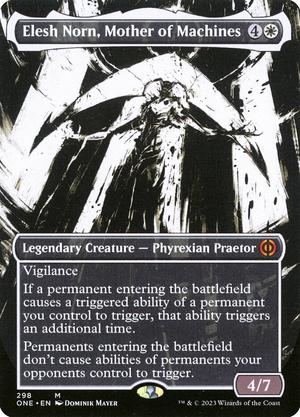 Elesh Norn, Mother of Machines 4
Legendary Creature — Phyrexian Praetor
Vigilance
If a permanent entering the battlefield
causes a triggered ability of a permanent
you control to trigger, that ability triggers
an additional time.
Permanents entering the battlefield
don't cause abilities of permanents your
opponents control to trigger.
4/7
298 M
ONE • EN Dominik Mayer ™ & © 2023 Wizards of the Coast